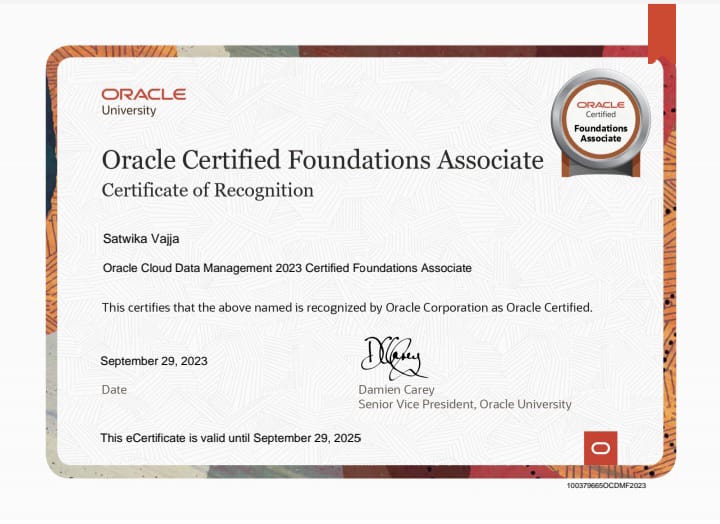 ORACLE
University
ORACLE
Certified
Foundations
Associate
Oracle Certified Foundations Associate
Certificate of Recognition
Satwika Vajja
Oracle Cloud Data Management 2023 Certified Foundations Associate
This certifies that the above named is recognized by Oracle Corporation as Oracle Certified.
DCarey
September 29, 2023
Date
Damien Carey
Senior Vice President, Oracle University
This eCertificate is valid until September 29, 2025
100379665OCDMF2023